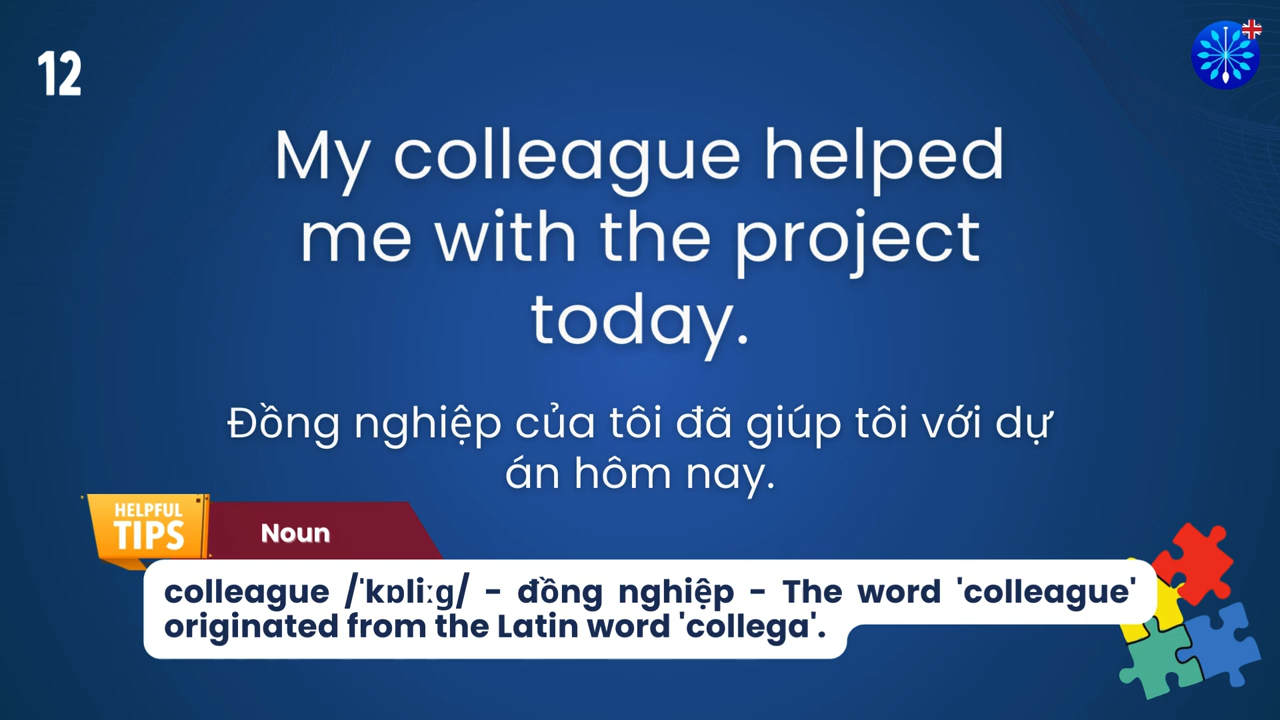 12
My colleague helped
me with the project
today.
Đồng nghiệp của tôi đã giúp tôi với dự
án hôm nay.
HELPFUL
TIPS
Noun
colleague /ˈkɒliːɡ/ - đồng nghiệp - The word 'colleague'
originated from the Latin word 'collega'.